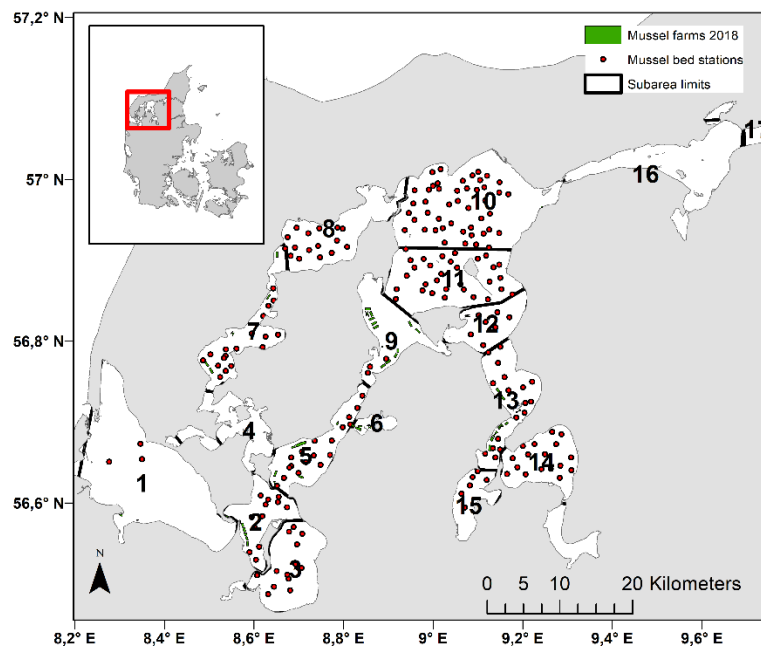 57,2° N
Mussel farms 2018
Mussel bed stations
Subarea limits
17
57° N
16
10
8
11
12
7
56,8° N
9
13
6
4
5
14
1
15
56,6° N
2
3
N
0 5 10 20 Kilometers
8,2° E 8,4° E 8,6° E 8,8° E 9° E 9,2° E 9,4° E 9,6° E